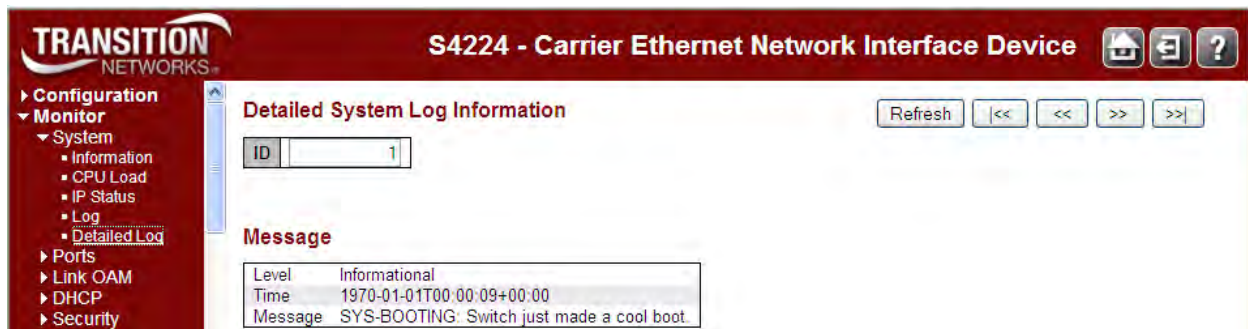 TRANSITION
NETWORKS®
S4224 - Carrier Ethernet Network Interface Device
?
Configuration
Monitor
System
Information
CPU Load
IP Status
Log
Detailed Log
Ports
Link OAM
DHCP
Security
Detailed System Log Information
Refresh |<< << >> >>|
ID 1
Message
Level Informational
Time 1970-01-01T00:00:09+00:00
Message SYS-BOOTING: Switch just made a cool boot.